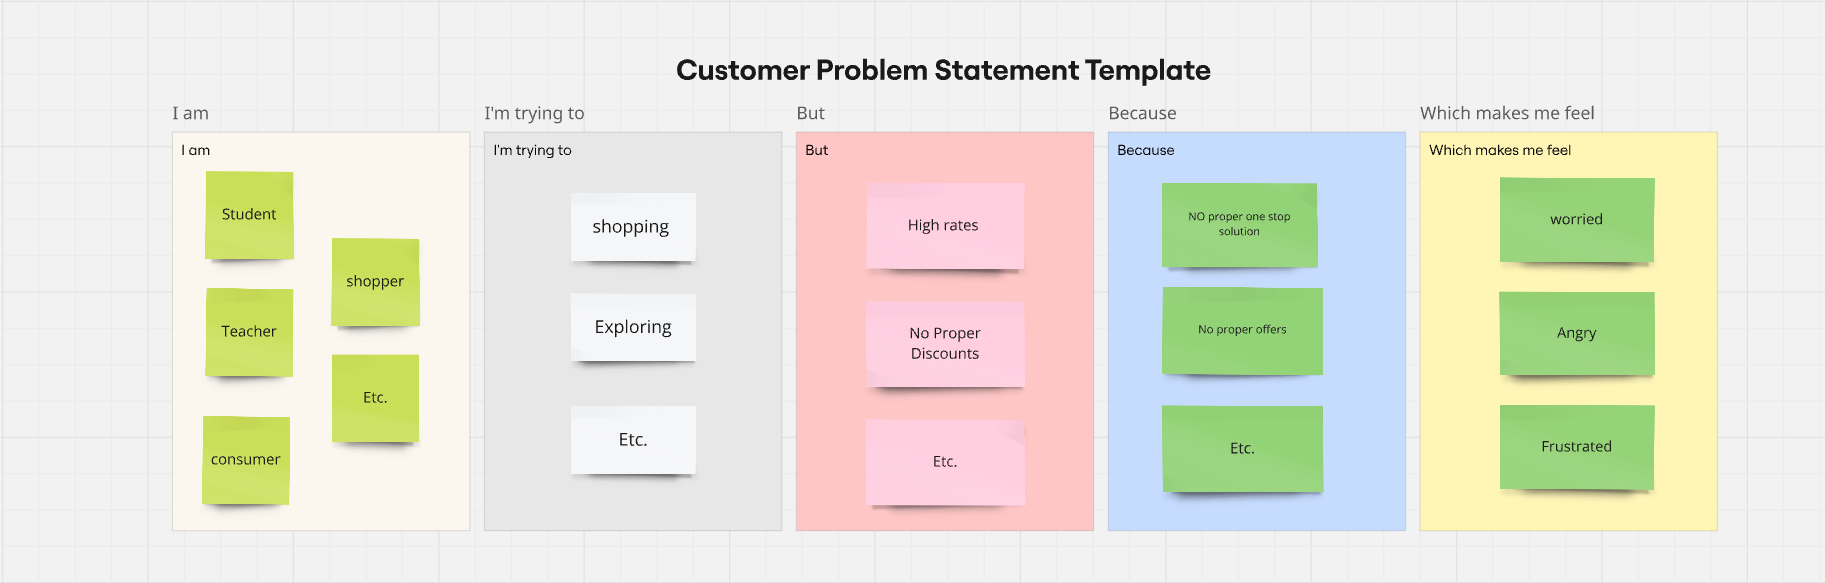 Customer Problem Statement Template
I am
I am
Student
shopper
Teacher
Etc.
consumer
I'm trying to
I'm trying to
shopping
Exploring
Etc.
But
But
High rates
No Proper
Discounts
Etc.
Because
Because
NO proper one stop
solution
No proper offers
Etc.
Which makes me feel
Which makes me feel
worried
Angry
Frustrated